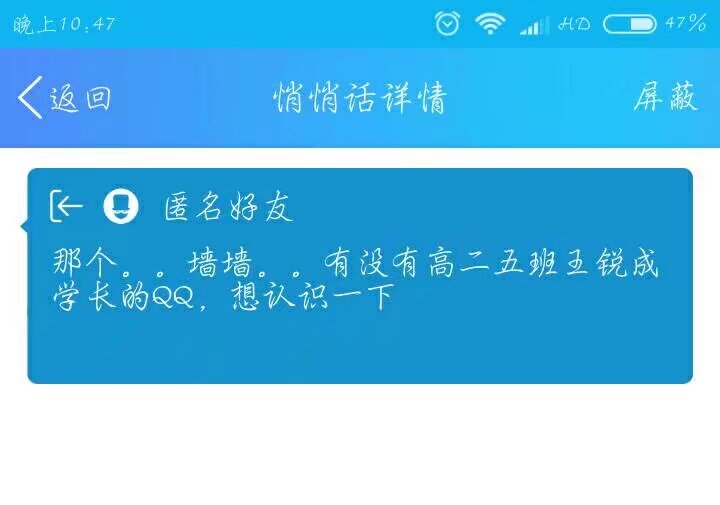 晚上10:47 HD 47%
返回 悄悄话详情 屏蔽
匿名好友
那个。。墙墙。。有没有高二五班王锐成
学长的QQ，想认识一下